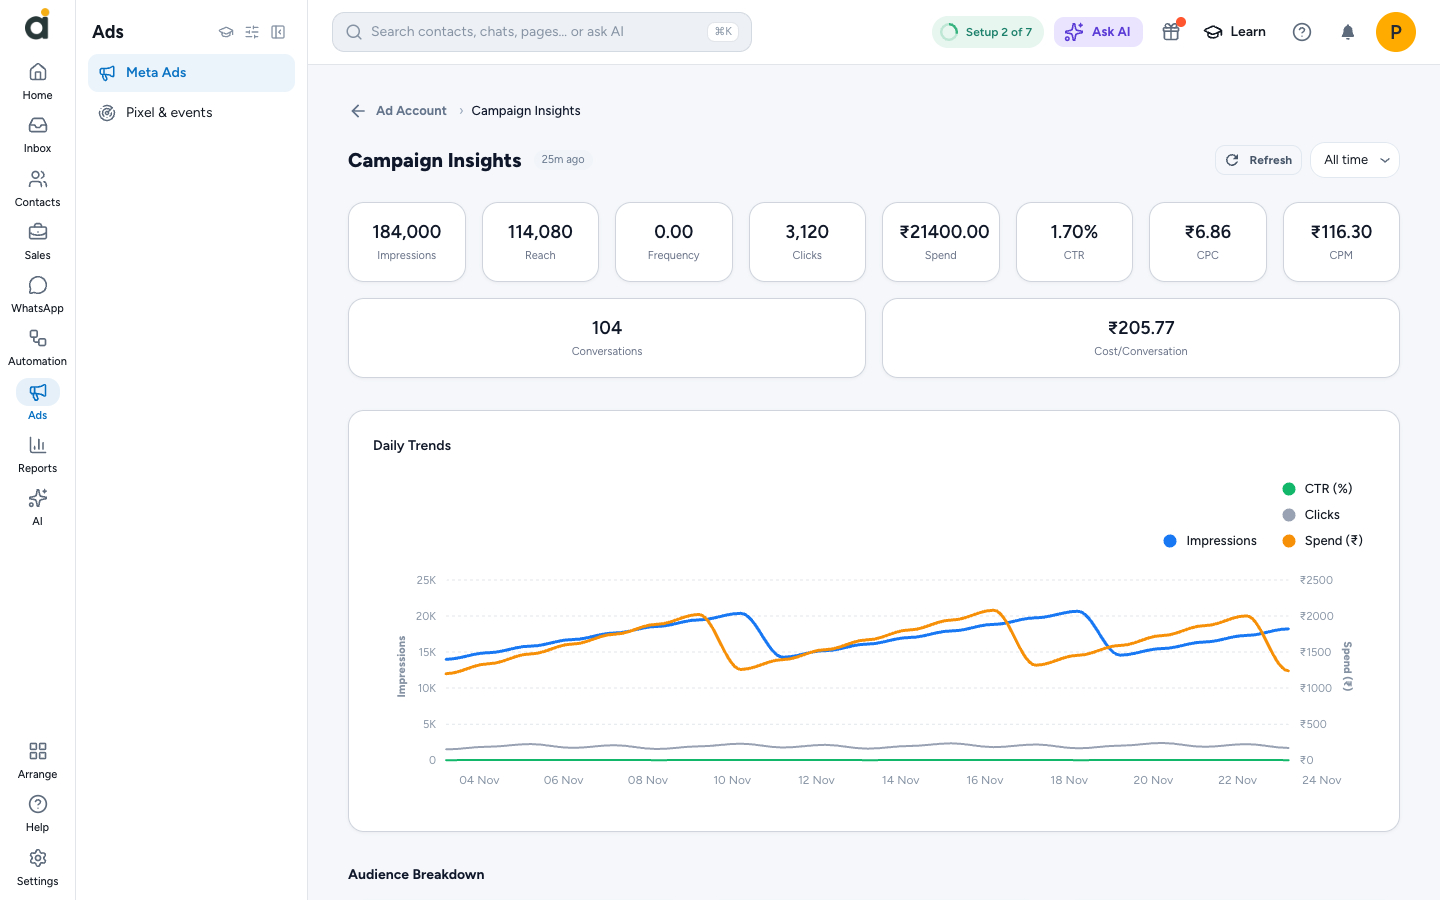 Search contacts, chats, pages... or ask AI
⌘K
Setup 2 of 7
Ask AI
Learn
P
Home
Inbox
Contacts
Sales
WhatsApp
Automation
Ads
Reports
AI
Arrange
Help
Settings
Ads
Meta Ads
Pixel & events
Ad Account › Campaign Insights
Campaign Insights
25m ago
Refresh
All time
184,000
Impressions
114,080
Reach
0.00
Frequency
3,120
Clicks
₹21400.00
Spend
1.70%
CTR
₹6.86
CPC
₹116.30
CPM
104
Conversations
₹205.77
Cost/Conversation
Daily Trends
CTR (%)
Clicks
Impressions
Spend (₹)
25K
20K
15K
10K
5K
0
Impressions
₹2500
₹2000
₹1500
₹1000
₹500
₹0
Spend (₹)
04 Nov
06 Nov
08 Nov
10 Nov
12 Nov
14 Nov
16 Nov
18 Nov
20 Nov
22 Nov
24 Nov
Audience Breakdown